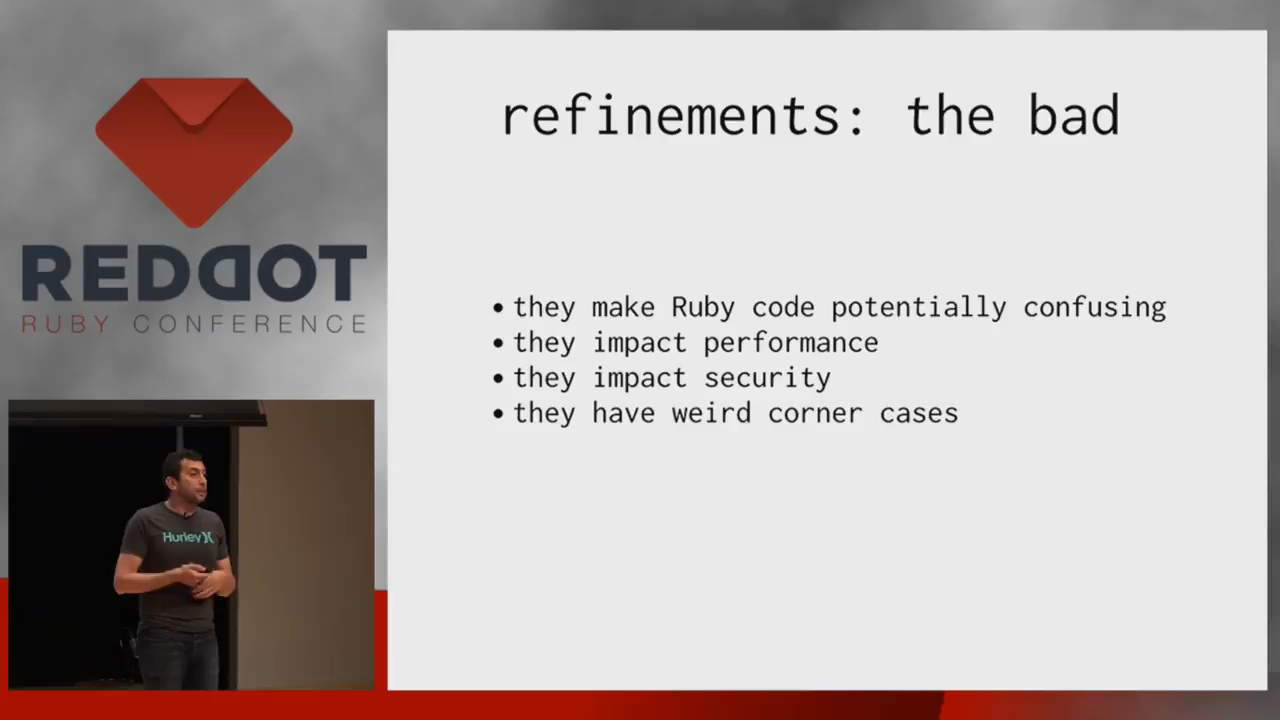 REDDOT
RUBY CONFERENCE
Hurley
refinements: the bad
• they make Ruby code potentially confusing
• they impact performance
• they impact security
• they have weird corner cases